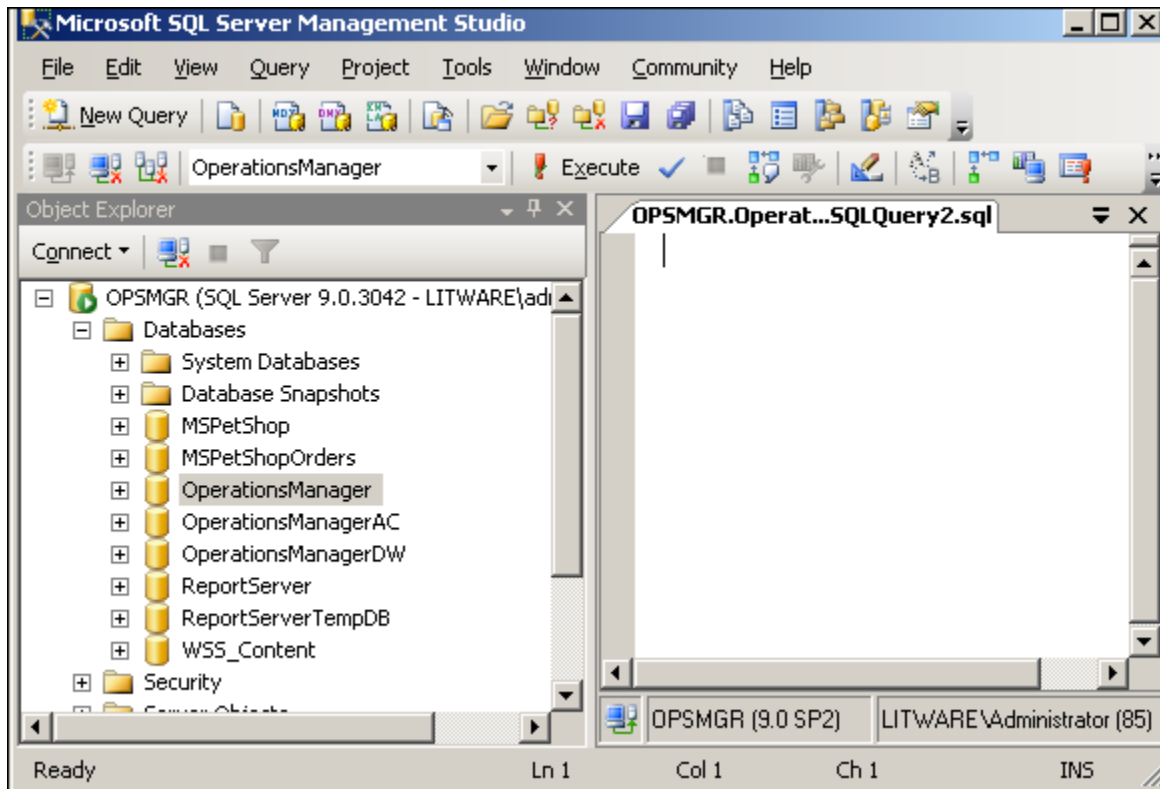 Microsoft SQL Server Management Studio
File Edit View Query Project Tools Window Community Help
New Query
OperationsManager Execute
Object Explorer
OPSMGR.Operat...SQLQuery2.sql
Connect
OPSMGR (SQL Server 9.0.3042 - LITWARE\ad
Databases
System Databases
Database Snapshots
MSPetShop
MSPetShopOrders
OperationsManager
OperationsManagerAC
OperationsManagerDW
ReportServer
ReportServerTempDB
WSS_Content
Security
OPSMGR (9.0 SP2) LITWARE\Administrator (85)
Ready Ln 1 Col 1 Ch 1 INS